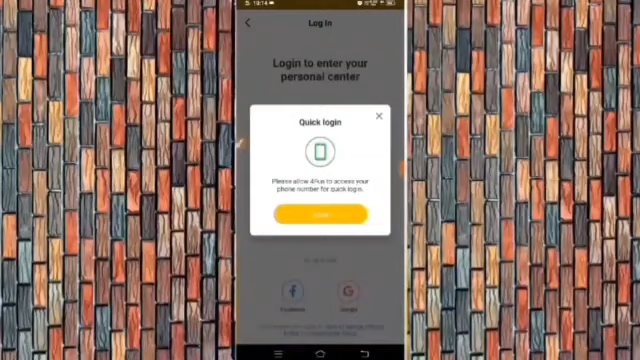 10:14
Log In
Login to enter your
personal center
Quick login
Please allow 4Fun to access your
phone number for quick login.
Facebook
Google